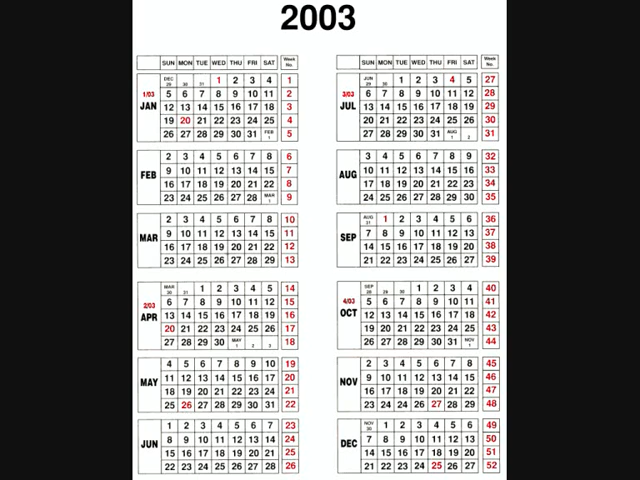 2003
SUN MON TUE WED THU FRI SAT Week No.
1/03
JAN
DEC 29 30 31 1 2 3 4 1
5 6 7 8 9 10 11 2
12 13 14 15 16 17 18 3
19 20 21 22 23 24 25 4
26 27 28 29 30 31 FEB 1 5
FEB
2 3 4 5 6 7 8 6
9 10 11 12 13 14 15 7
16 17 18 19 20 21 22 8
23 24 25 26 27 28 MAR 1 9
MAR
2 3 4 5 6 7 8 10
9 10 11 12 13 14 15 11
16 17 18 19 20 21 22 12
23 24 25 26 27 28 29 13
2/03
APR
MAR 30 31 1 2 3 4 5 14
6 7 8 9 10 11 12 15
13 14 15 16 17 18 19 16
20 21 22 23 24 25 26 17
27 28 29 30 MAY 1 2 3 18
MAY
4 5 6 7 8 9 10 19
11 12 13 14 15 16 17 20
18 19 20 21 22 23 24 21
25 26 27 28 29 30 31 22
JUN
1 2 3 4 5 6 7 23
8 9 10 11 12 13 14 24
15 16 17 18 19 20 21 25
22 23 24 25 26 27 28 26
SUN MON TUE WED THU FRI SAT Week No.
3/03
JUL
JUN 29 30 1 2 3 4 5 27
6 7 8 9 10 11 12 28
13 14 15 16 17 18 19 29
20 21 22 23 24 25 26 30
27 28 29 30 31 AUG 1 2 31
AUG
3 4 5 6 7 8 9 32
10 11 12 13 14 15 16 33
17 18 19 20 21 22 23 34
24 25 26 27 28 29 30 35
SEP
AUG 31 1 2 3 4 5 6 36
7 8 9 10 11 12 13 37
14 15 16 17 18 19 20 38
21 22 23 24 25 26 27 39
4/03
OCT
SEP 28 29 30 1 2 3 4 40
5 6 7 8 9 10 11 41
12 13 14 15 16 17 18 42
19 20 21 22 23 24 25 43
26 27 28 29 30 31 NOV 1 44
NOV
2 3 4 5 6 7 8 45
9 10 11 12 13 14 15 46
16 17 18 19 20 21 22 47
23 24 25 26 27 28 29 48
DEC
NOV 30 1 2 3 4 5 6 49
7 8 9 10 11 12 13 50
14 15 16 17 18 19 20 51
21 22 23 24 25 26 27 52